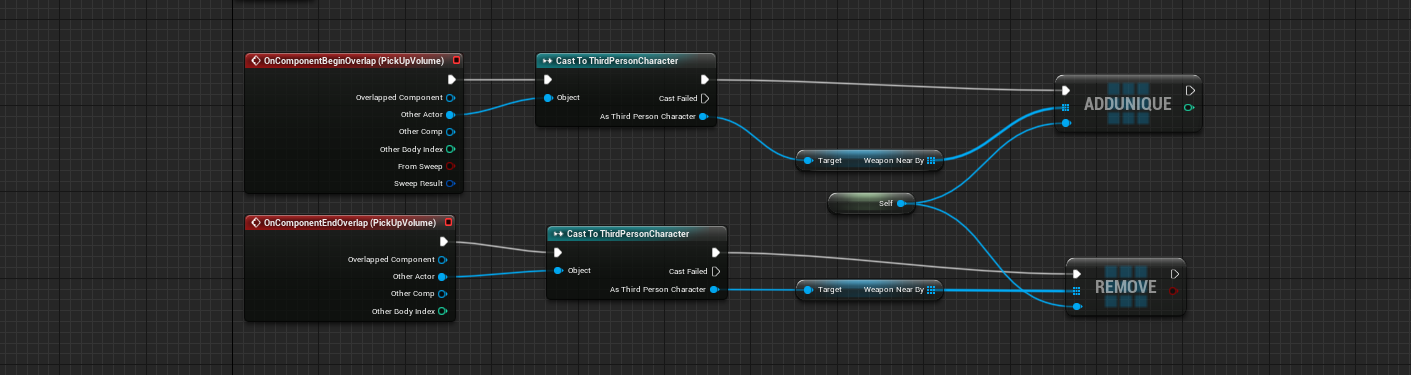 OnComponentBeginOverlap (PickUpVolume)
Overlapped Component
Other Actor
Other Comp
Other Body Index
From Sweep
Sweep Result
Cast To ThirdPersonCharacter
Object
Cast Failed
As Third Person Character
Target Weapon Near By
Self
ADDUNIQUE
OnComponentEndOverlap (PickUpVolume)
Overlapped Component
Other Actor
Other Comp
Other Body Index
Cast To ThirdPersonCharacter
Object
Cast Failed
As Third Person Character
Target Weapon Near By
REMOVE